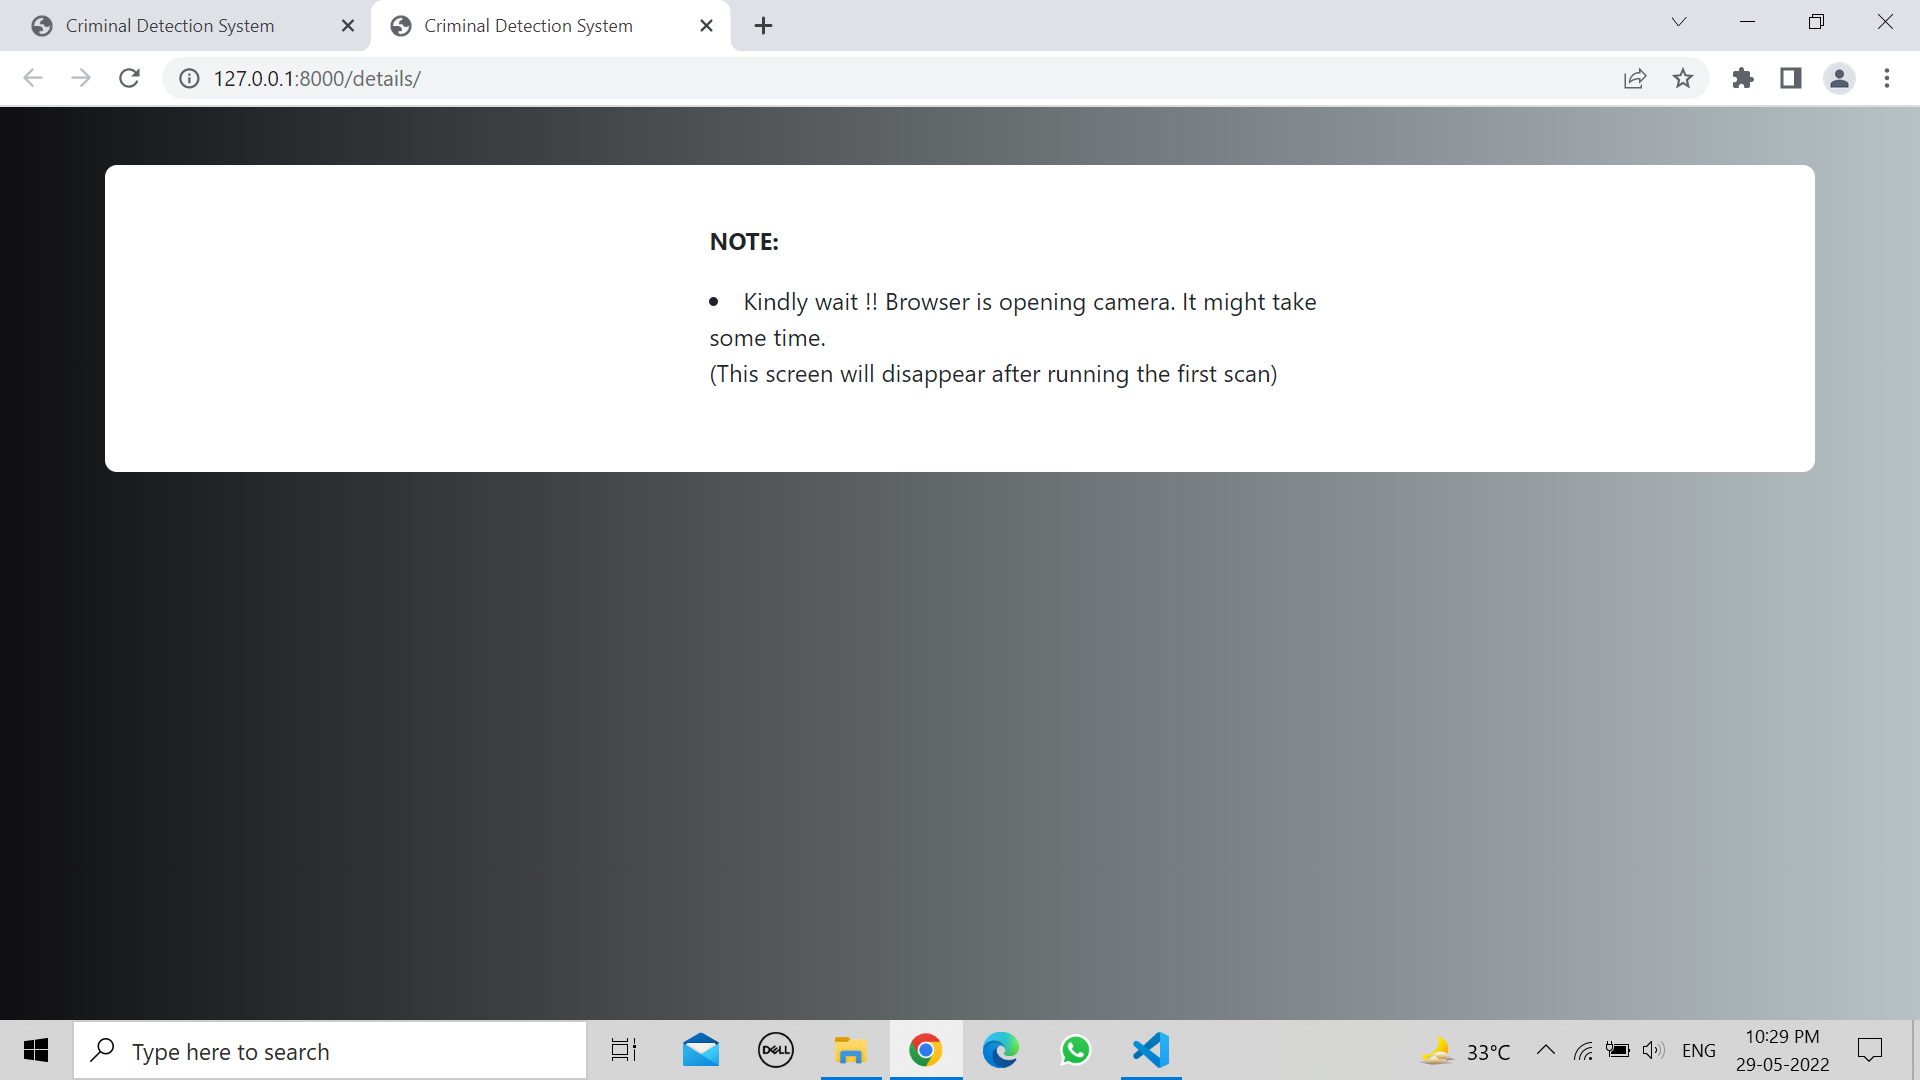 Criminal Detection System
Criminal Detection System
127.0.0.1:8000/details/
NOTE:
• Kindly wait !! Browser is opening camera. It might take
some time.
(This screen will disappear after running the first scan)
Type here to search
DELL
33°C
ENG
10:29 PM
29-05-2022